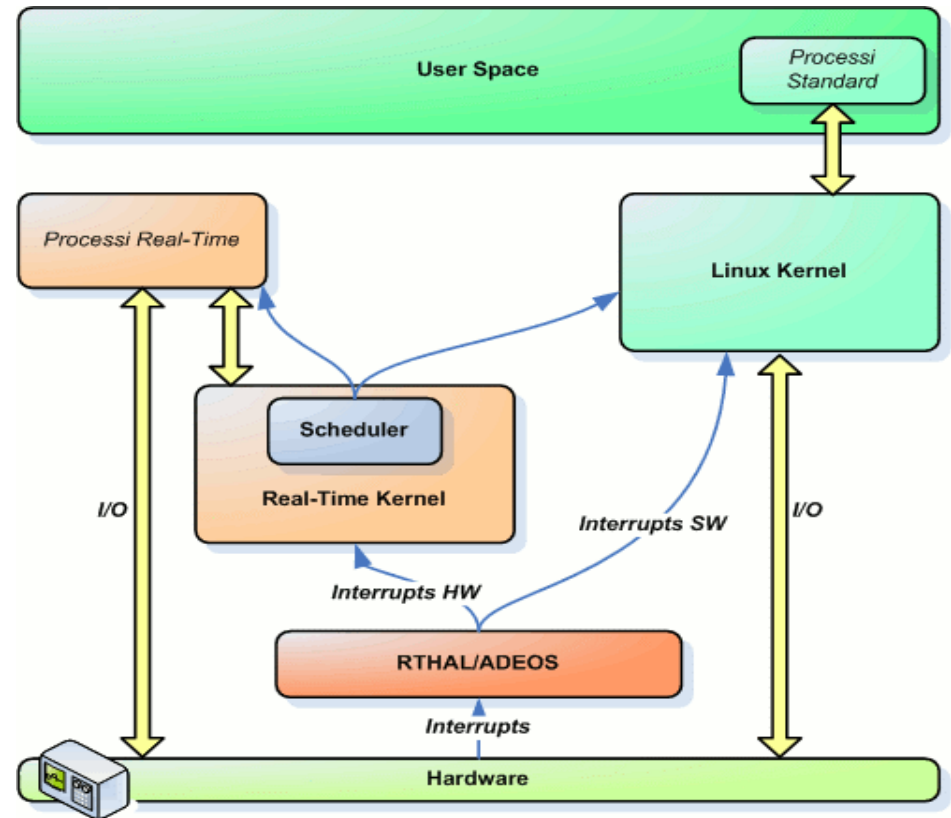 User Space
Processi
Standard
Processi Real-Time
Linux Kernel
Scheduler
Real-Time Kernel
I/O
Interrupts SW
I/O
Interrupts HW
RTHAL/ADEOS
Interrupts
Hardware